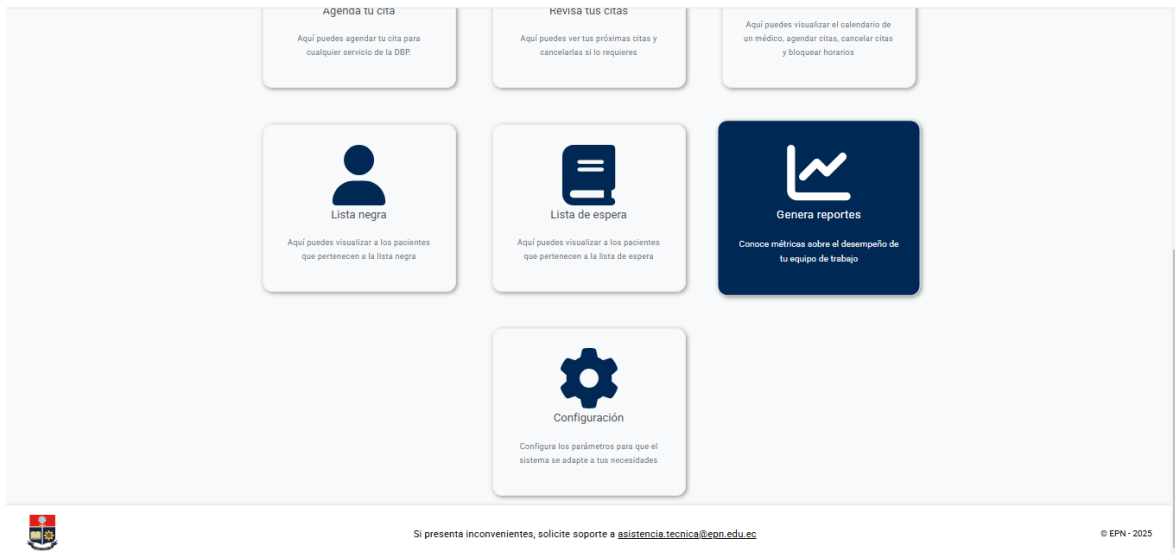 Agenda tu cita
Aquí puedes agendar tu cita para
cualquier servicio de la DBP.
Revisa tus citas
Aquí puedes ver tus próximas citas y
cancelarlas si lo requieres
Aquí puedes visualizar el calendario de
un médico, agendar citas, cancelar citas
y bloquear horarios
Lista negra
Aquí puedes visualizar a los pacientes
que pertenecen a la lista negra
Lista de espera
Aquí puedes visualizar a los pacientes
que pertenecen a la lista de espera
Genera reportes
Conoce métricas sobre el desempeño de
tu equipo de trabajo
Configuración
Configura los parámetros para que el
sistema se adapte a tus necesidades
Si presenta inconvenientes, solicite soporte a asistencia.tecnica@epn.edu.ec
© EPN - 2025